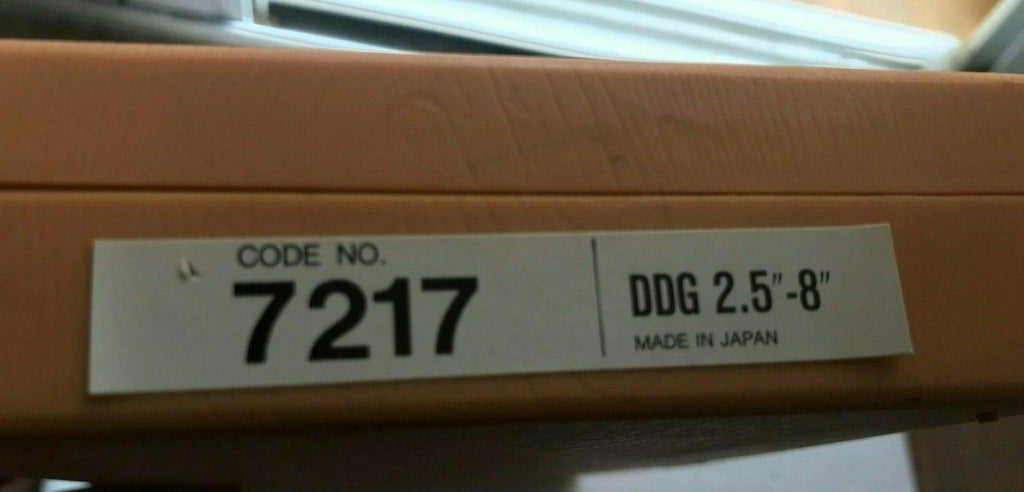 CODE NO.
7217
DDG 2.5"-8"
MADE IN JAPAN